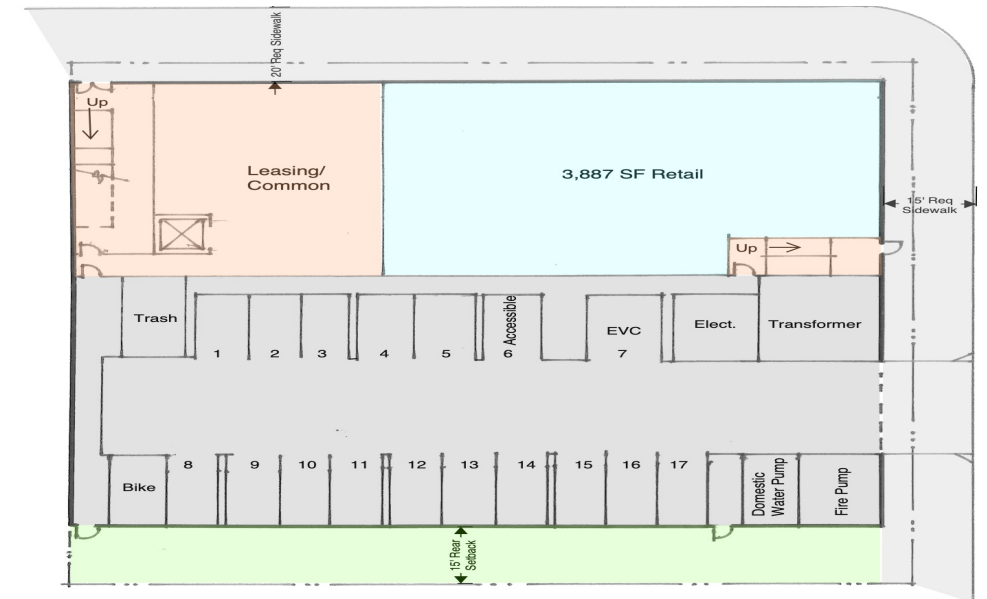 20' Req Sidewalk
Up
Leasing/
Common
3,887 SF Retail
15' Req
Sidewalk
Up
Trash
1
2
3
4
5
Accessible
6
EVC
7
Elect.
Transformer
Bike
8
9
10
11
12
13
14
15
16
17
Domestic
Water Pump
Fire Pump
15' Rear
Setback